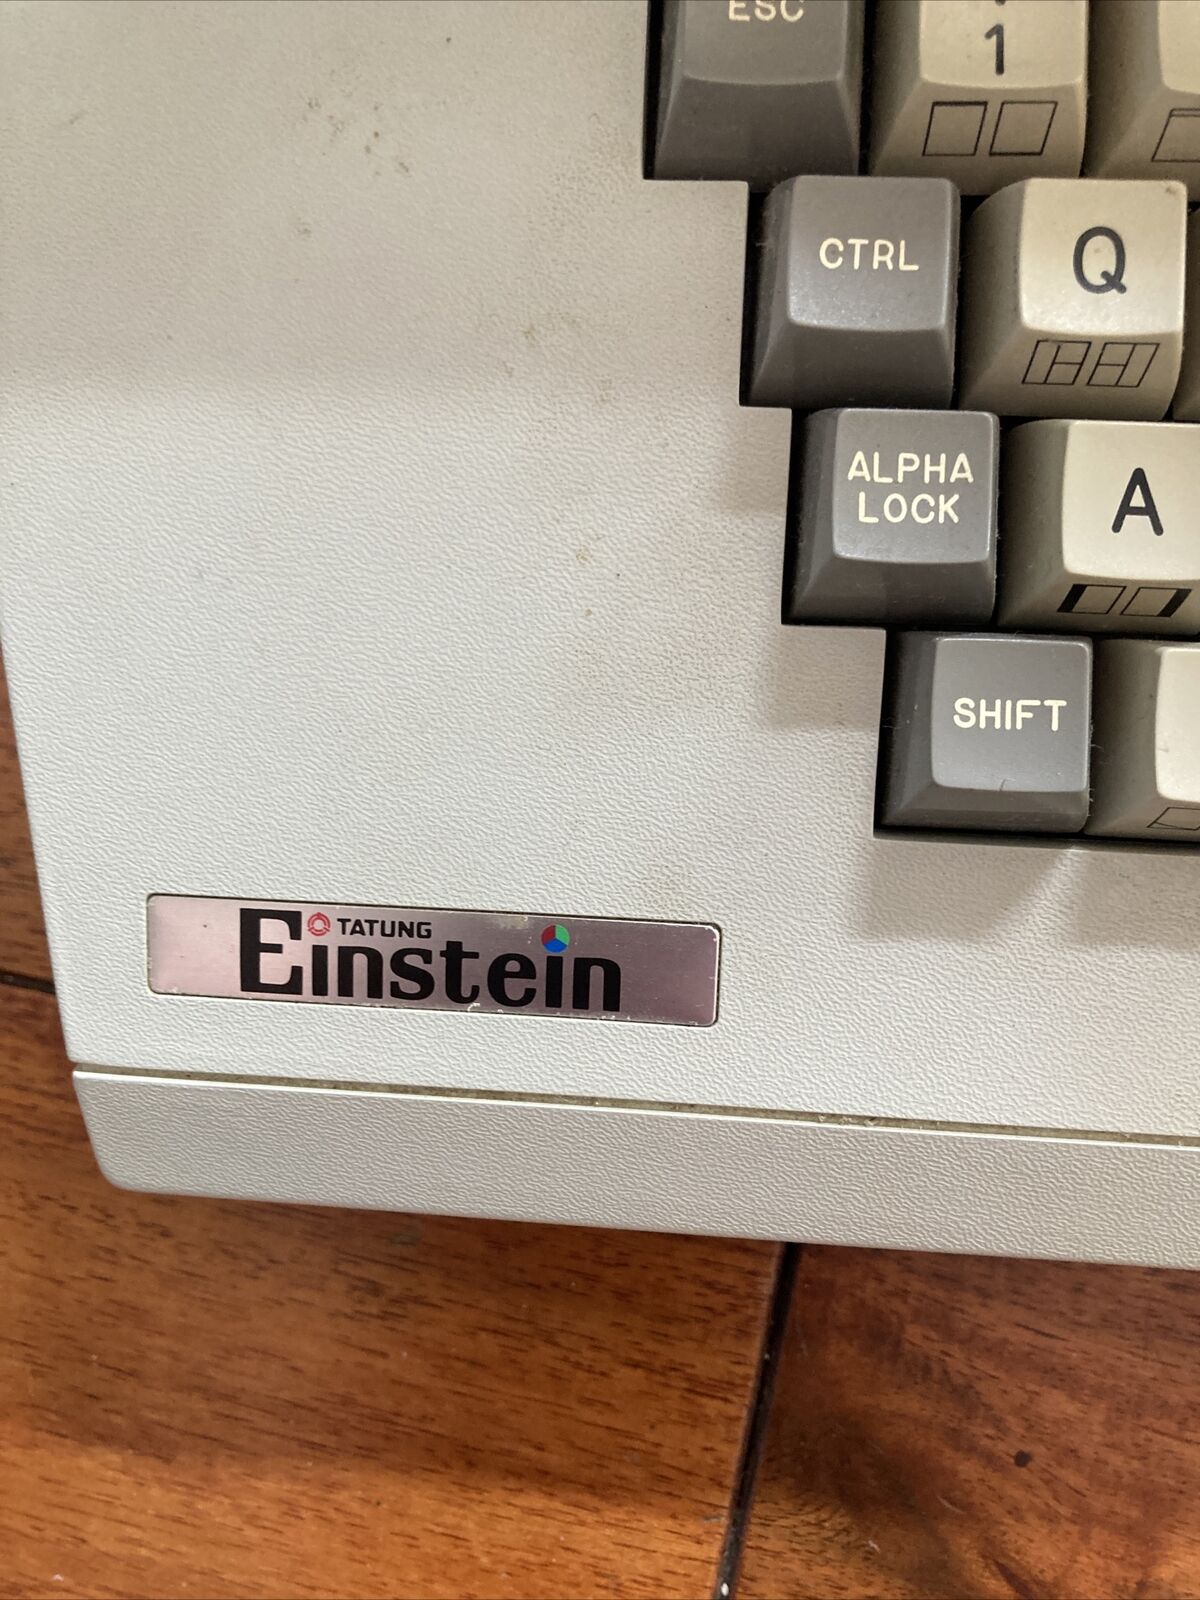 ESC
1
CTRL
Q
ALPHA
LOCK
A
SHIFT
TATUNG
Einstein